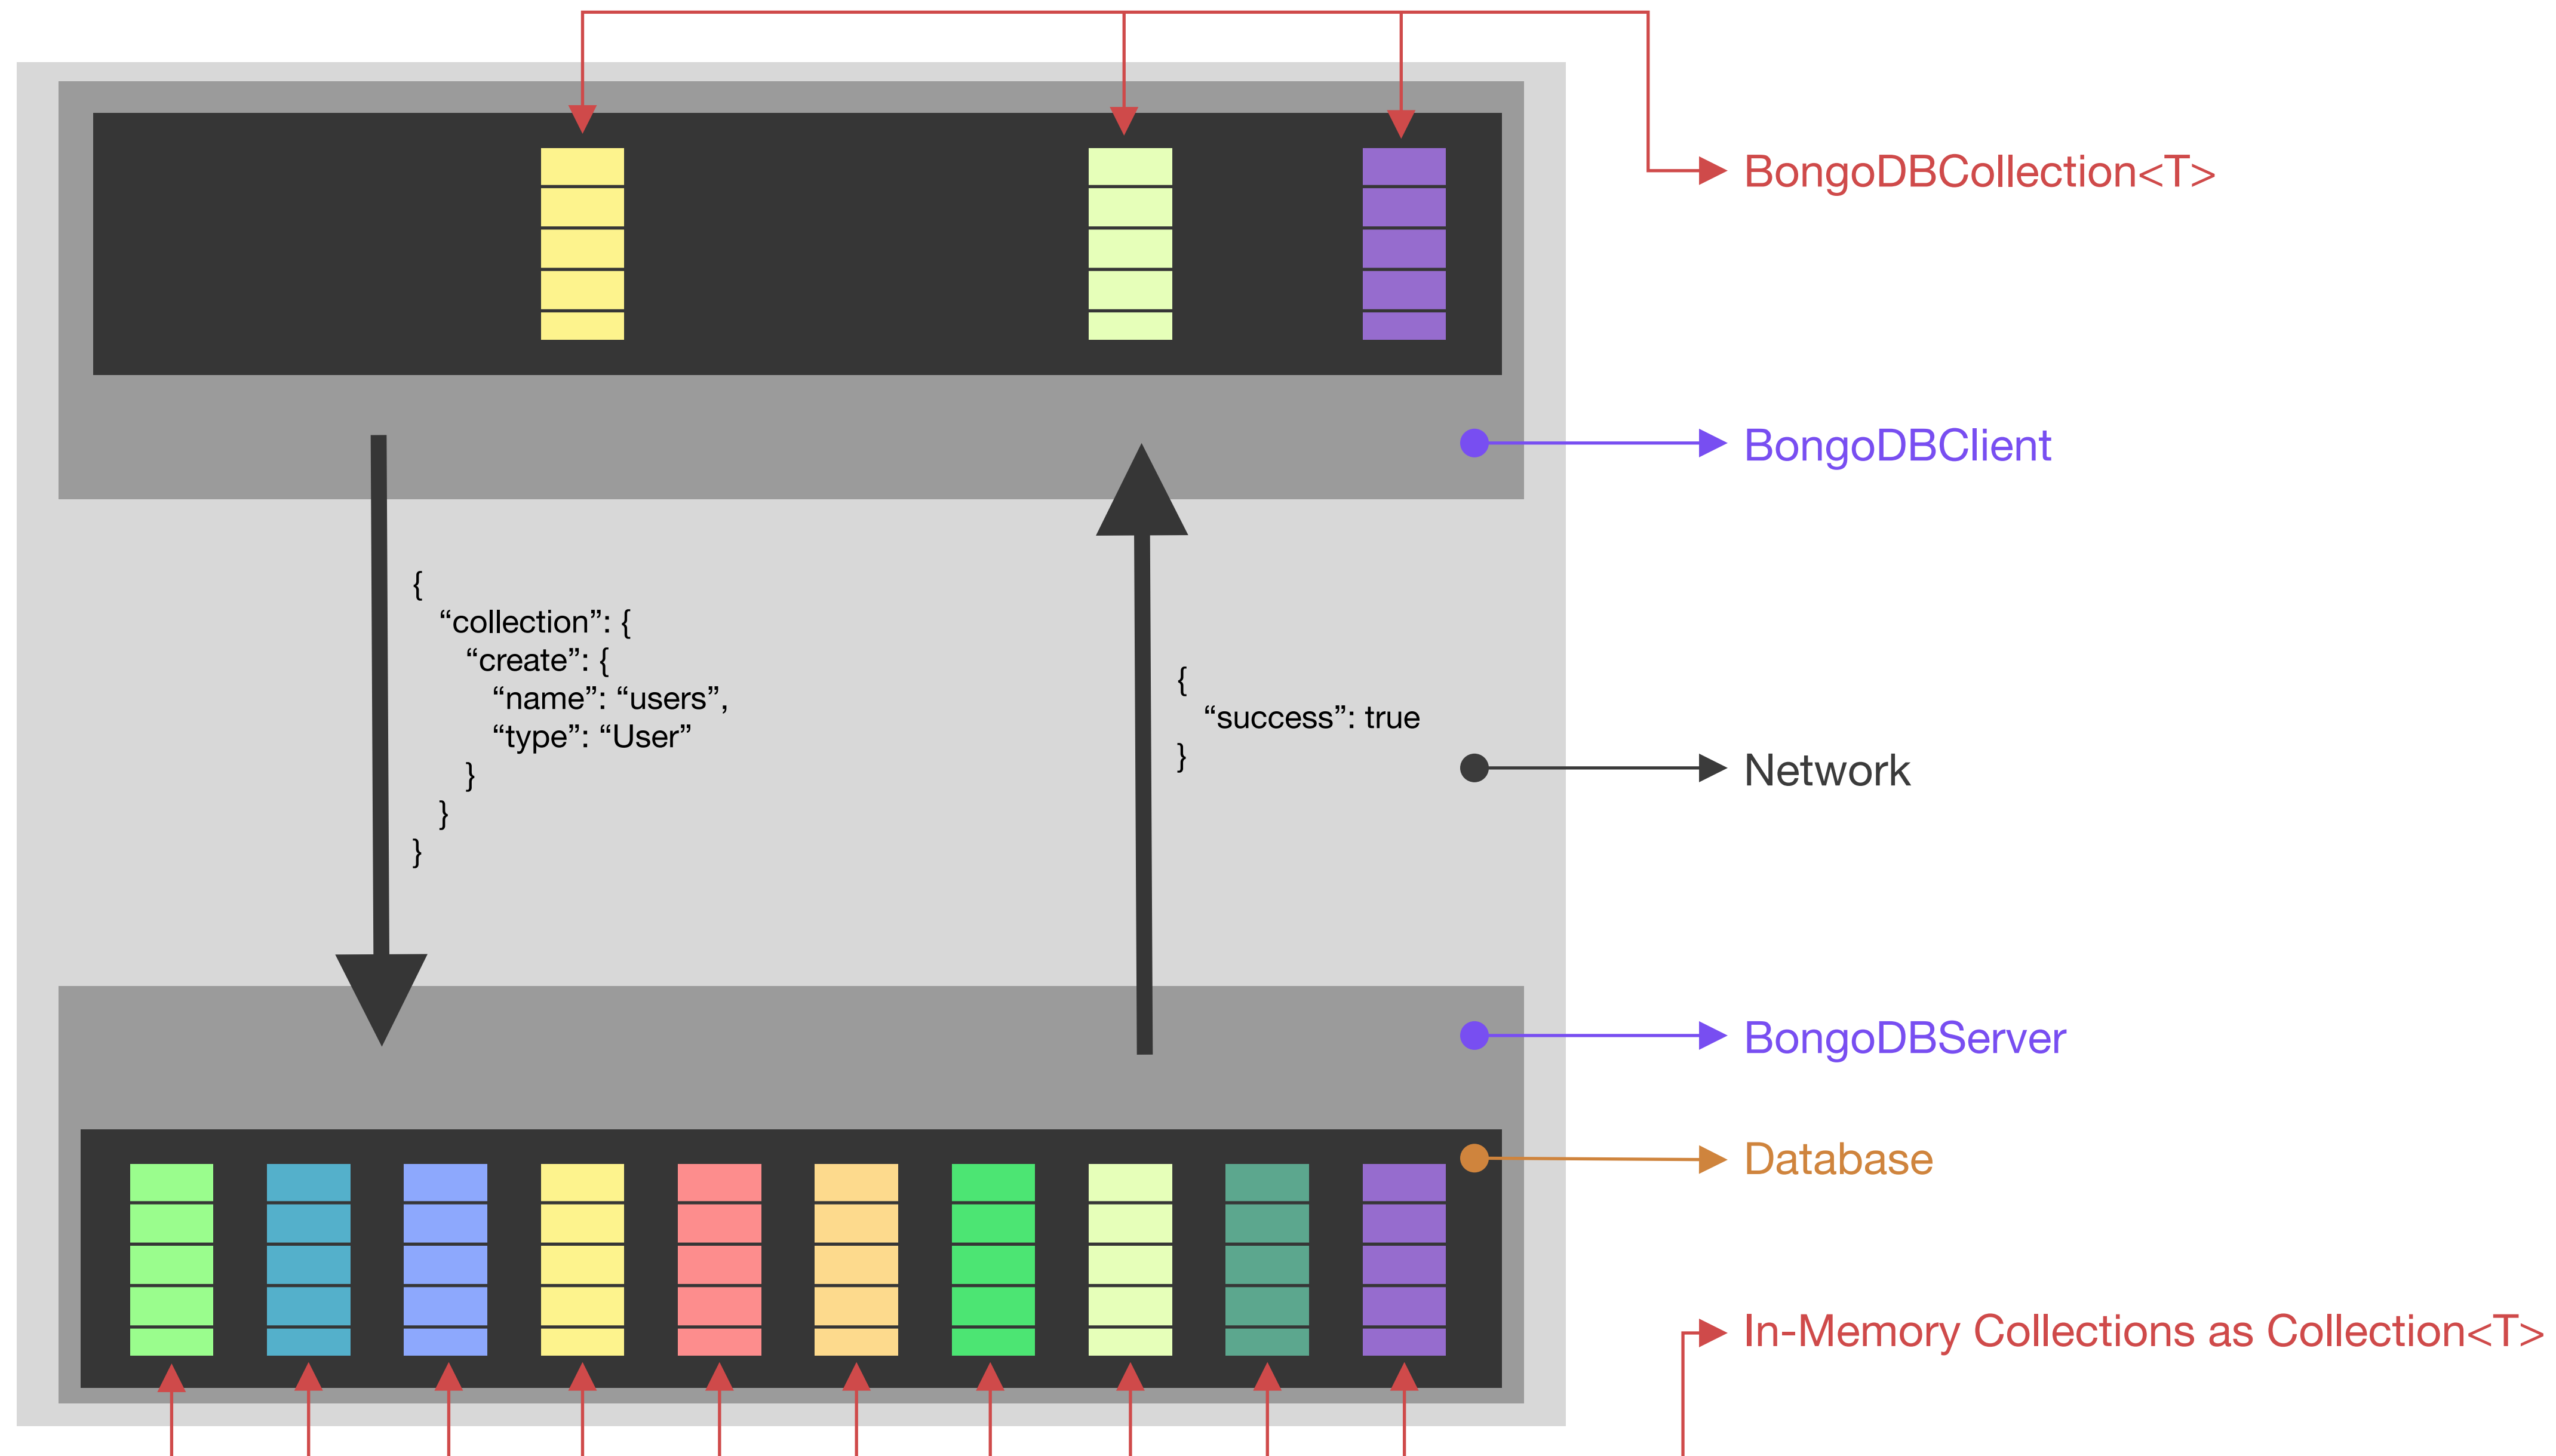 BongoDBCollection<T>
BongoDBClient
{
“collection”: {
“create”: {
“name”: “users”,
“type”: “User”
}
}
}
{
“success”: true
}
Network
BongoDBServer
Database
In-Memory Collections as Collection<T>